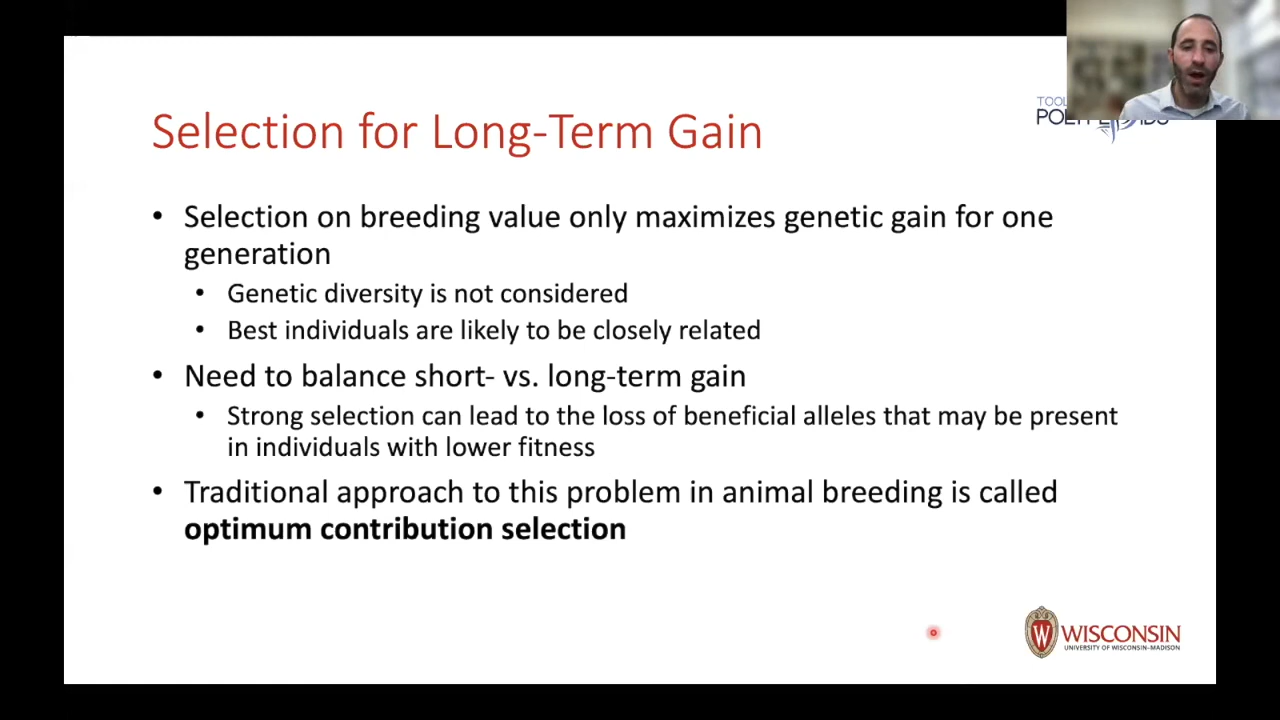 TOOL
Selection for Long-Term Gain
• Selection on breeding value only maximizes genetic gain for one
generation
• Genetic diversity is not considered
• Best individuals are likely to be closely related
• Need to balance short- vs. long-term gain
• Strong selection can lead to the loss of beneficial alleles that may be present
in individuals with lower fitness
• Traditional approach to this problem in animal breeding is called
optimum contribution selection
W WISCONSIN
UNIVERSITY OF WISCONSIN–MADISON